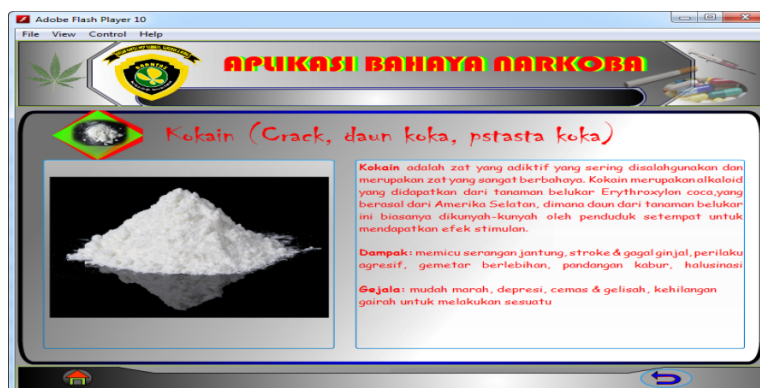 Adobe Flash Player 10
File View Control Help
APLIKASI BAHAYA NARKOBA
Kokain (Crack, daun koka, pstasta koka)
Kokain adalah zat yang adiktif yang sering disalahgunakan dan
merupakan zat yang sangat berbahaya. Kokain merupakan alkaloid
yang didapatkan dari tanaman belukar Erythroxylon coca,yang
berasal dari Amerika Selatan, dimana daun dari tanaman belukar
ini biasanya dikunyah-kunyah oleh penduduk setempat untuk
mendapatkan efek stimulan.
Dampak: memicu serangan jantung, stroke & gagal ginjal, perilaku
agresif, gemetar berlebihan, pandangan kabur, halusinasi
Gejala: mudah marah, depresi, cemas & gelisah, kehilangan
gairah untuk melakukan sesuatu